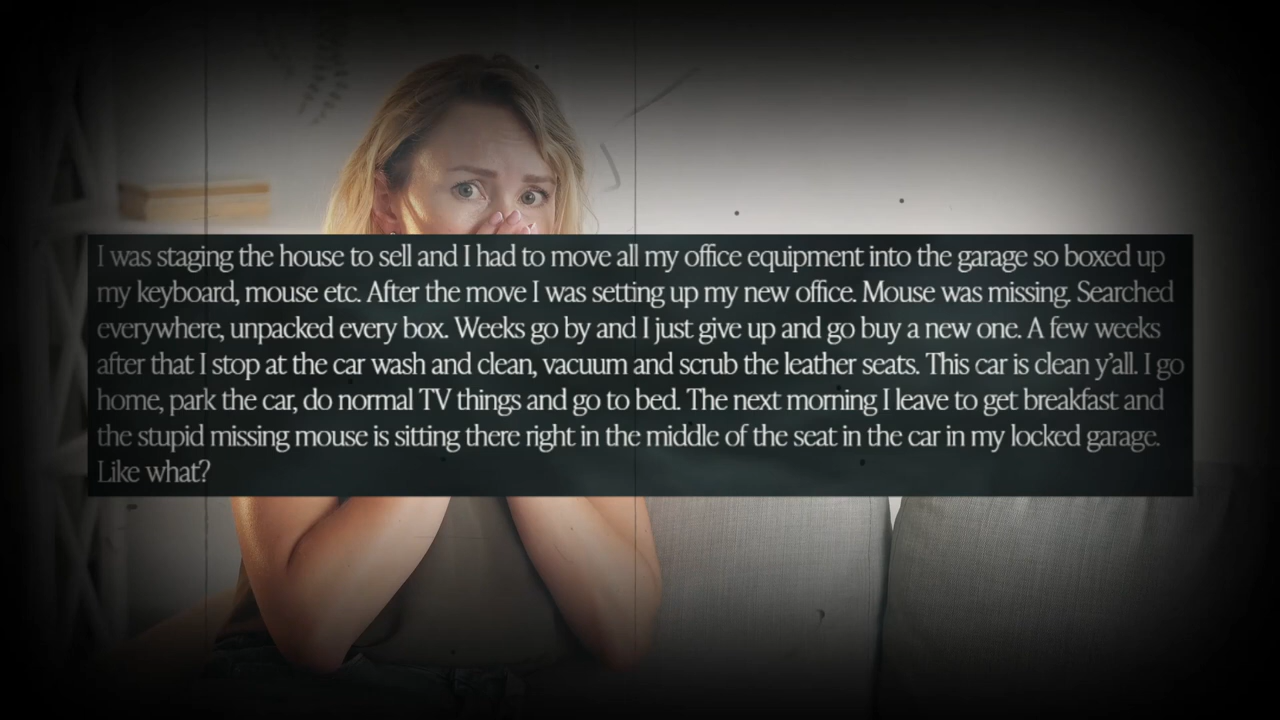 I was staging the house to sell and I had to move all my office equipment into the garage so boxed up
my keyboard, mouse etc. After the move I was setting up my new office. Mouse was missing. Searched
everywhere, unpacked every box. Weeks go by and I just give up and go buy a new one. A few weeks
after that I stop at the car wash and clean, vacuum and scrub the leather seats. This car is clean y'all. I go
home, park the car, do normal TV things and go to bed. The next morning I leave to get breakfast and
the stupid missing mouse is sitting there right in the middle of the seat in the car in my locked garage.
Like what?